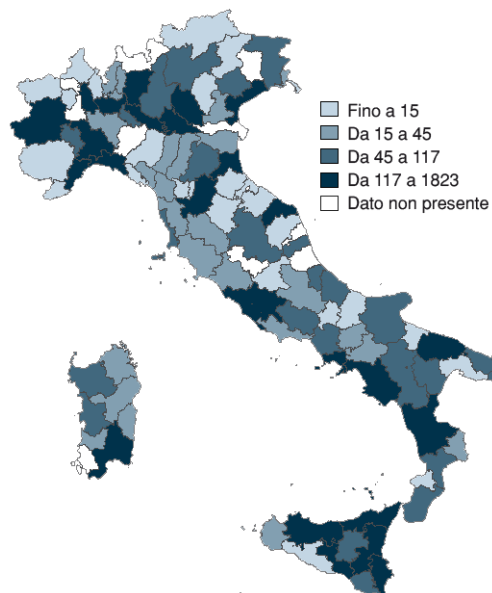 Fino a 15
Da 15 a 45
Da 45 a 117
Da 117 a 1823
Dato non presente